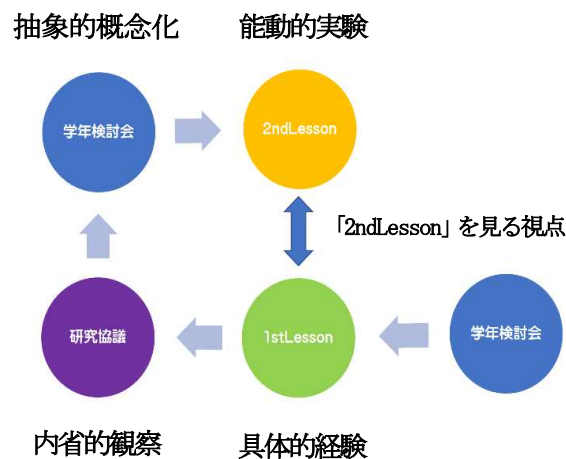 抽象的概念化
能動的実験
学年検討会
2ndLesson
「2ndLesson」を見る視点
研究協議
1stLesson
学年検討会
内省的観察
具体的経験